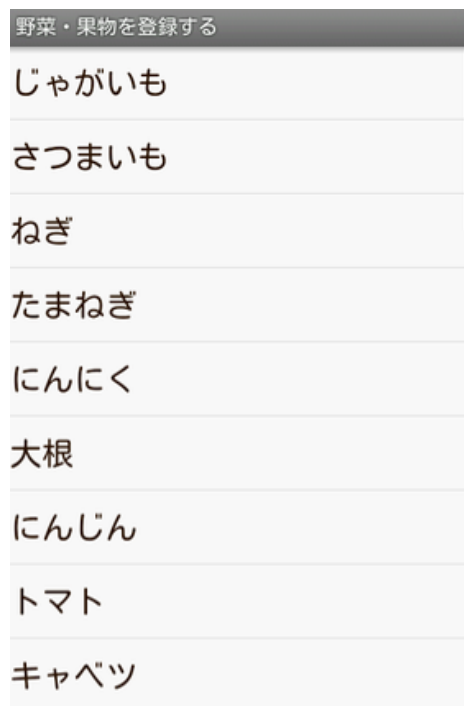 野菜・果物を登録する
じゃがいも
さつまいも
ねぎ
たまねぎ
にんにく
大根
にんじん
トマト
キャベツ